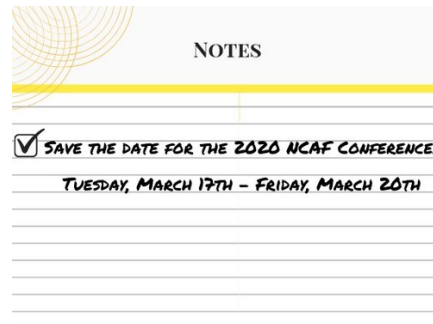 Notes
Save the date for the 2020 NCAF Conference
Tuesday, March 17th – Friday, March 20th